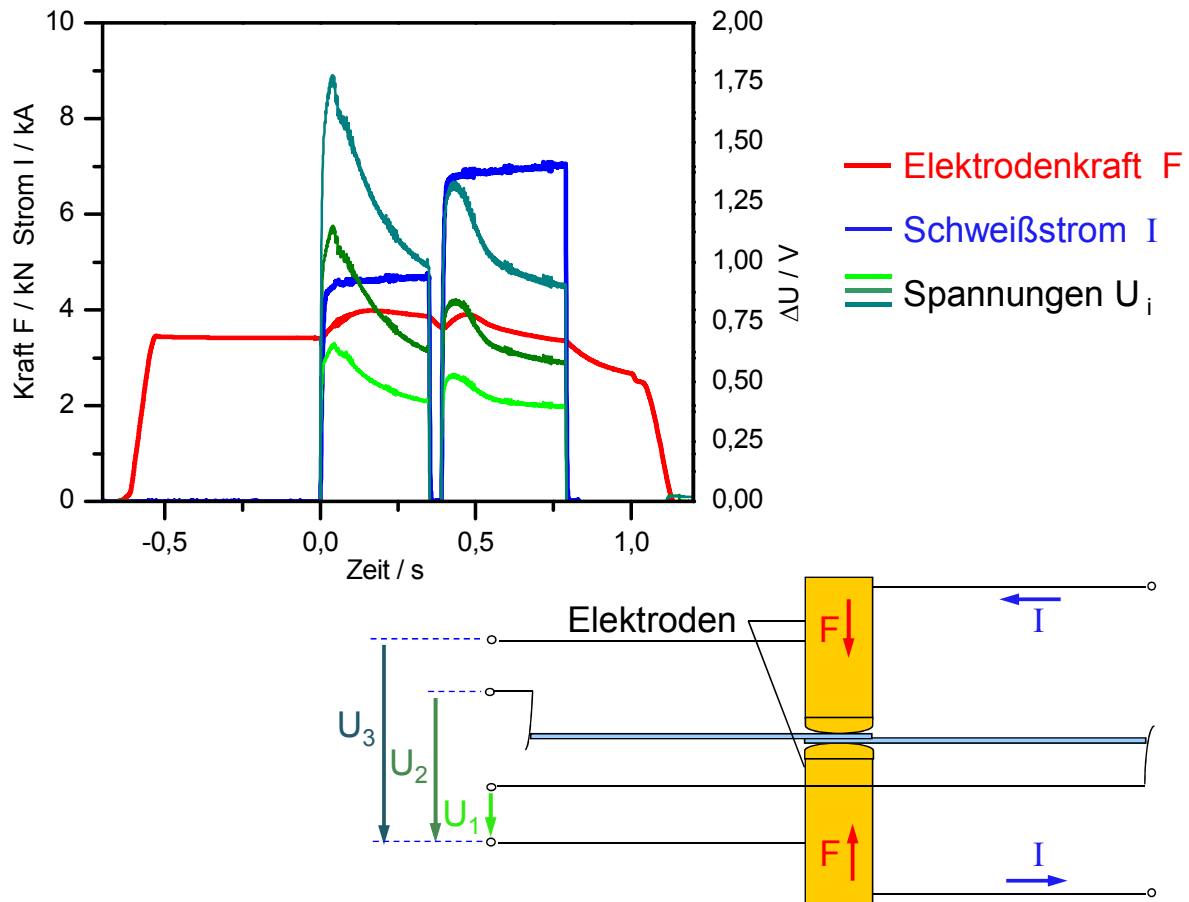 Kraft F / kN Strom I / kA
10
8
6
4
2
0
2,00
1,75
1,50
1,25
1,00
0,75
0,50
0,25
0,00
ΔU / V
-0,5
0,0
0,5
1,0
Zeit / s
Elektrodenkraft F
Schweißstrom I
Spannungen U i
Elektroden
F
I
U3
U2
U1
F
I